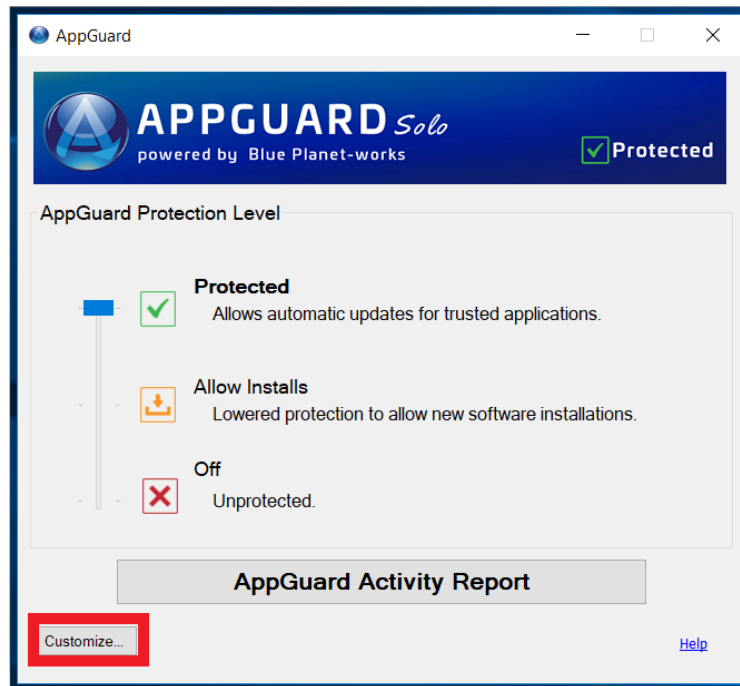 AppGuard
APPGUARD Solo
powered by Blue Planet-works
Protected
AppGuard Protection Level
Protected
Allows automatic updates for trusted applications.
Allow Installs
Lowered protection to allow new software installations.
Off
Unprotected.
AppGuard Activity Report
Customize...
Help